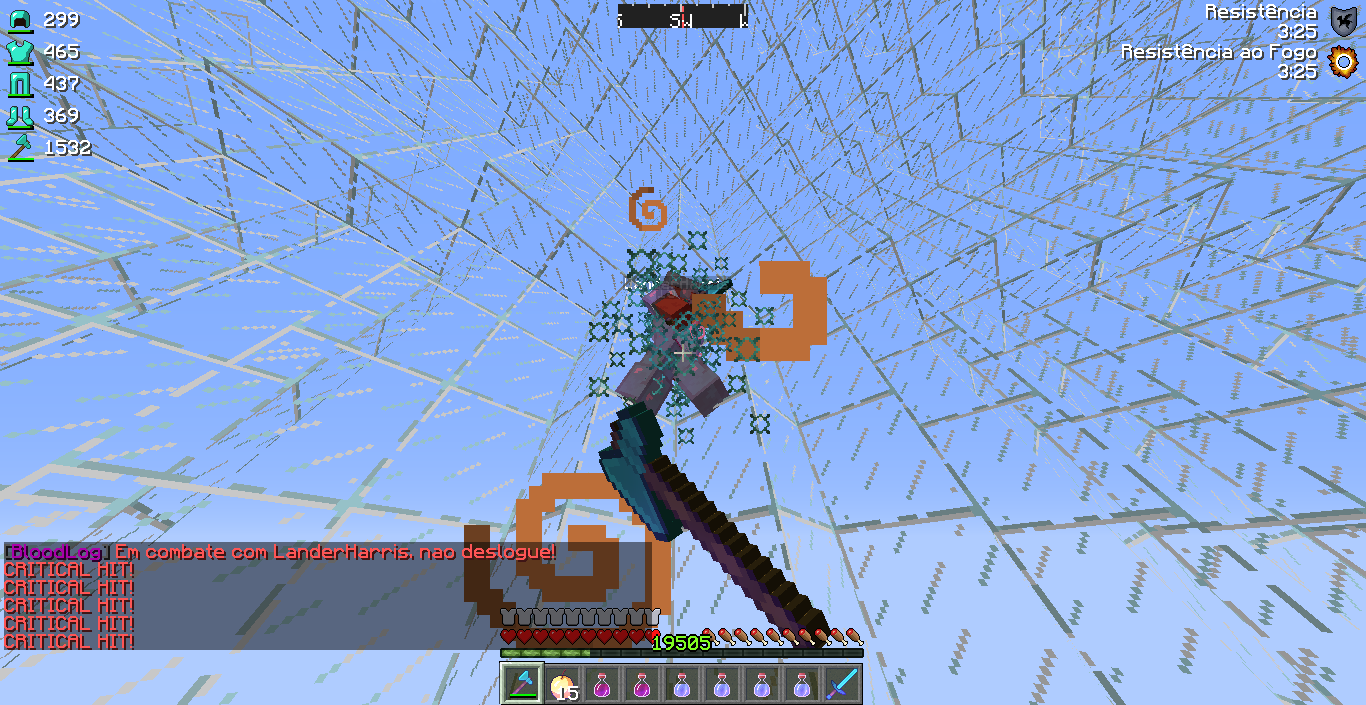 299
465
437
369
1532
SW
W
Resistência
3:25
Resistência ao Fogo
3:25
[BloodLog] Em combate com LanderHarris, nao deslogue!
CRITICAL HIT!
CRITICAL HIT!
CRITICAL HIT!
CRITICAL HIT!
CRITICAL HIT!
19505
15